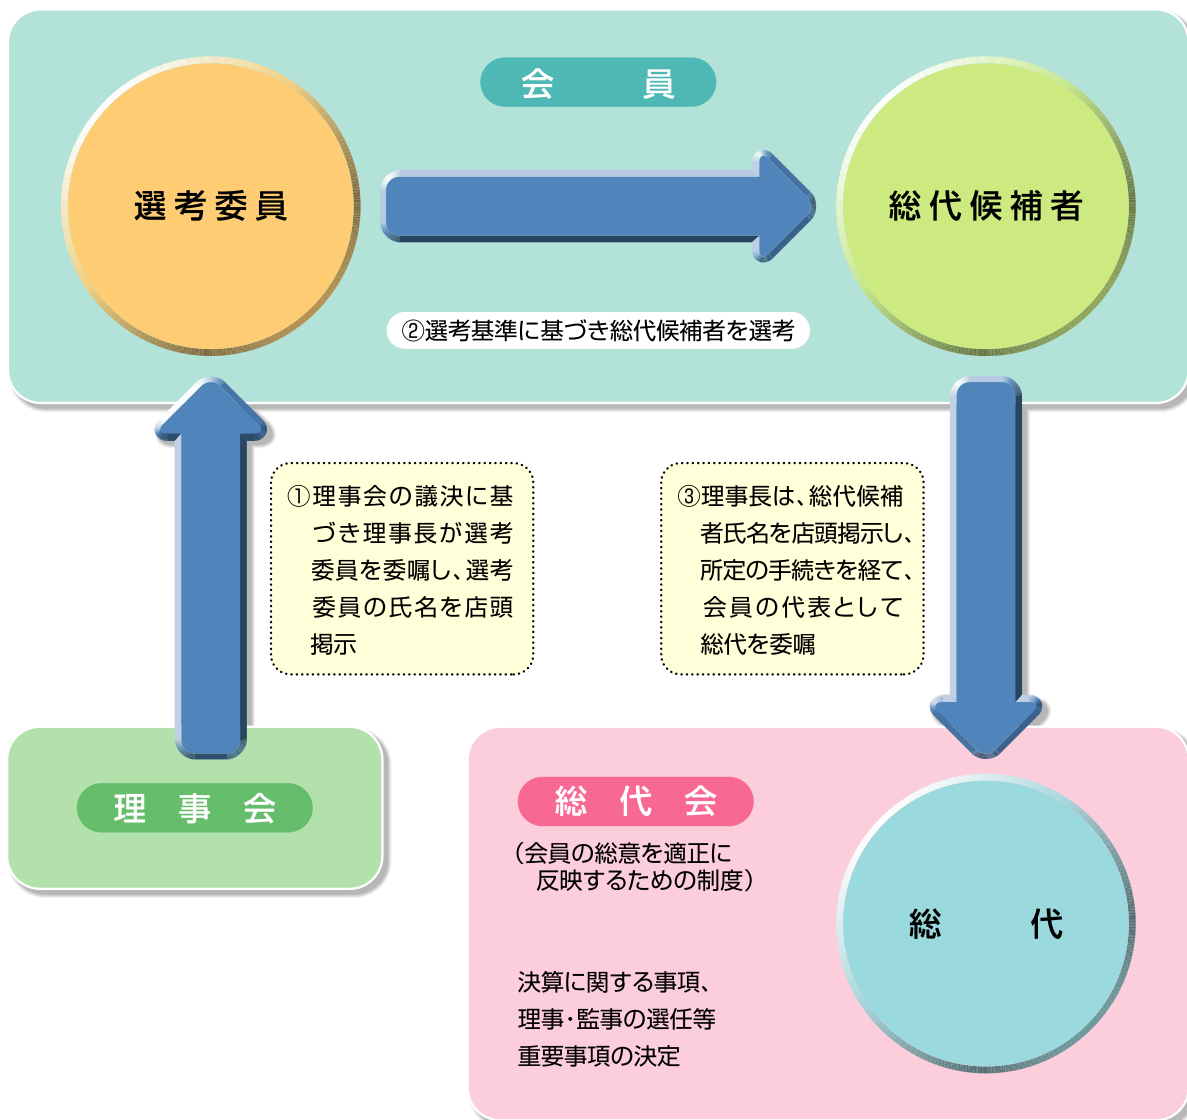 会員
選考委員
総代候補者
②選考基準に基づき総代候補者を選考
①理事会の議決に基
づき理事長が選考
委員を委嘱し、選考
委員の氏名を店頭
掲示
③理事長は、総代候補
者氏名を店頭掲示し、
所定の手続きを経て、
会員の代表として
総代を委嘱
理事会
総代会
（会員の総意を適正に
反映するための制度）
総代
決算に関する事項、
理事・監事の選任等
重要事項の決定